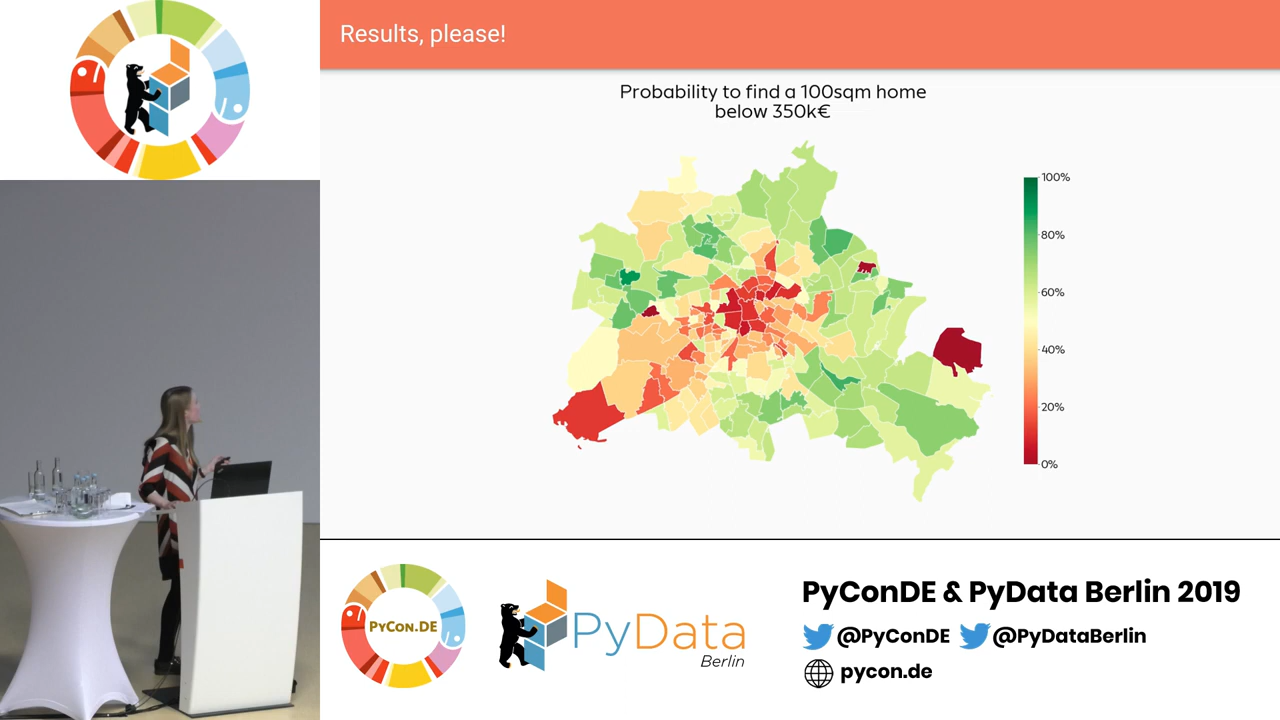 Results, please!
Probability to find a 100sqm home
below 350k€
100%
80%
60%
40%
20%
0%
PYCON.DE
PyData
Berlin
PyConDE & PyData Berlin 2019
@PyConDE @PyDataBerlin
pycon.de